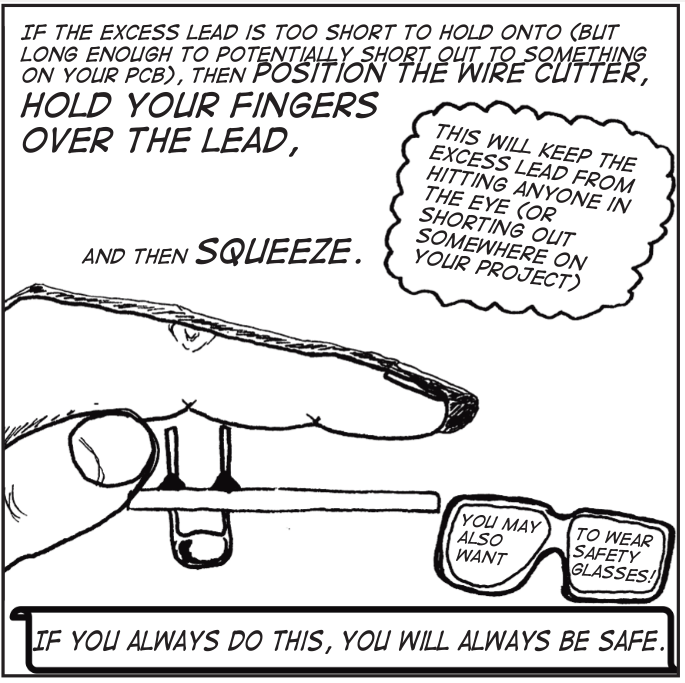 IF THE EXCESS LEAD IS TOO SHORT TO HOLD ONTO (BUT
LONG ENOUGH TO POTENTIALLY SHORT OUT TO SOMETHING
ON YOUR PCB), THEN POSITION THE WIRE CUTTER,
HOLD YOUR FINGERS
OVER THE LEAD,
THIS WILL KEEP THE
EXCESS LEAD FROM
HITTING ANYONE IN
THE EYE (OR
SHORTING OUT
SOMEWHERE ON
YOUR PROJECT)
AND THEN SQUEEZE.
YOU MAY
ALSO
WANT
TO WEAR
SAFETY
GLASSES!
IF YOU ALWAYS DO THIS, YOU WILL ALWAYS BE SAFE.